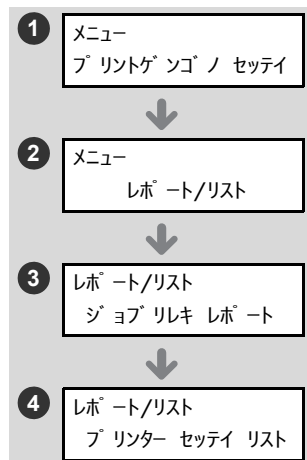 1
メニュー
プリントゲンゴノ セッテイ
2
メニュー
レポート/リスト
3
レポート/リスト
ジョブリレキ レポート
4
レポート/リスト
プリンター セッテイ リスト